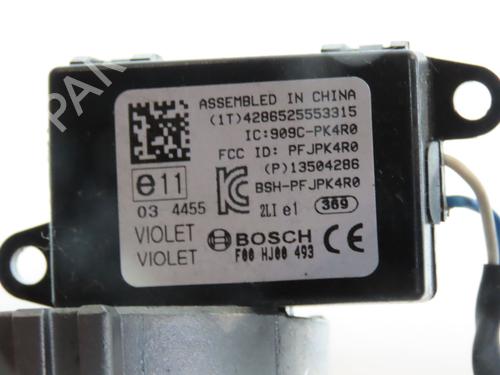 ASSEMBLED IN CHINA
(1T)4286525553315
IC:909C-PK4R0
FCC ID: PFJPK4R0
(P)13504286
e11
BSH-PFJPK4R0
03 4455
2LI e1 369
VIOLET
BOSCH CE
VIOLET
F00 HJ00 493